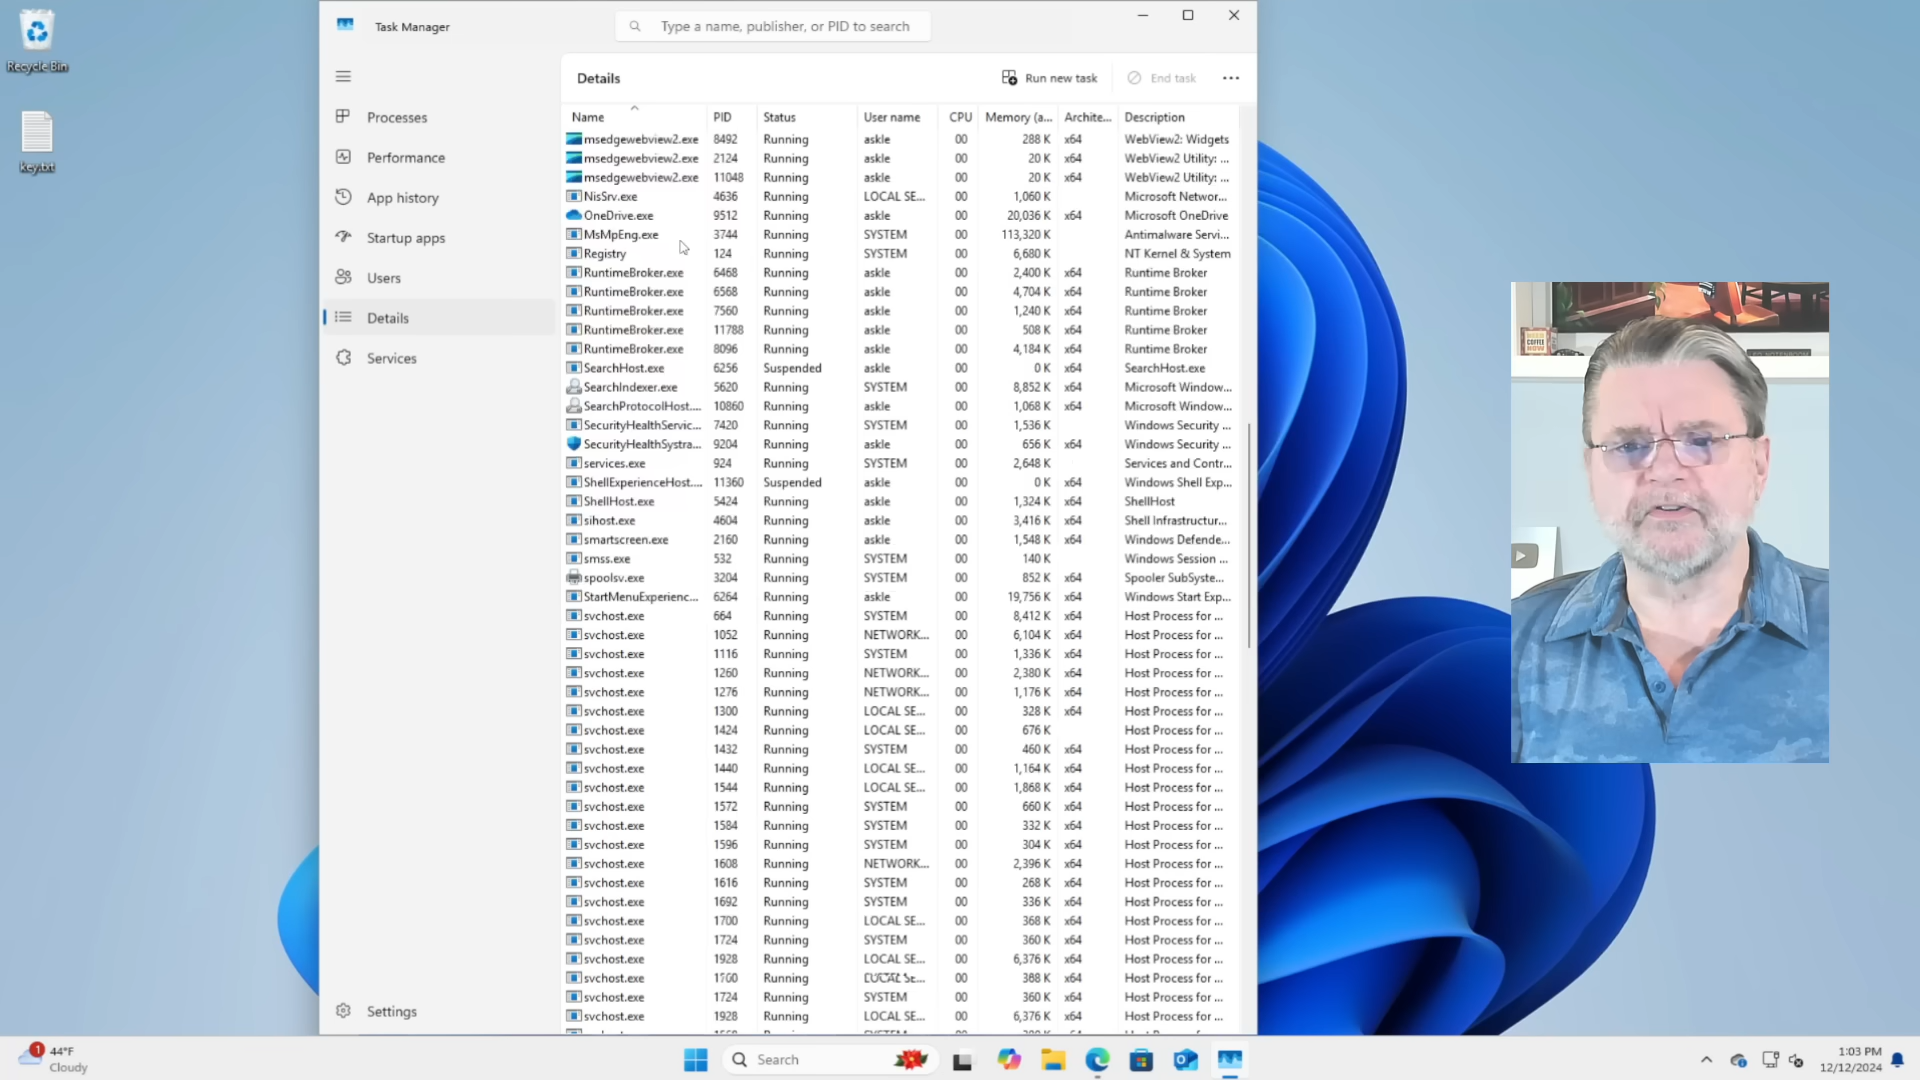 Recycle Bin
key.txt
Task Manager
Type a name, publisher, or PID to search
Processes
Performance
App history
Startup apps
Users
Details
Services
Settings
Details
Run new task
End task
Name PID Status User name CPU Memory (a... Archite... Description
msedgewebview2.exe 8492 Running askle 00 288 K x64 WebView2: Widgets
msedgewebview2.exe 2124 Running askle 00 20 K x64 WebView2 Utility: ...
msedgewebview2.exe 11048 Running askle 00 20 K x64 WebView2 Utility: ...
NisSrv.exe 4636 Running LOCAL SE... 00 1,060 K Microsoft Networ...
OneDrive.exe 9512 Running askle 00 20,036 K x64 Microsoft OneDrive
MsMpEng.exe 3744 Running SYSTEM 00 113,320 K Antimalware Servi...
Registry 124 Running SYSTEM 00 6,680 K NT Kernel & System
RuntimeBroker.exe 6468 Running askle 00 2,400 K x64 Runtime Broker
RuntimeBroker.exe 6568 Running askle 00 4,704 K x64 Runtime Broker
RuntimeBroker.exe 7560 Running askle 00 1,240 K x64 Runtime Broker
RuntimeBroker.exe 11788 Running askle 00 508 K x64 Runtime Broker
RuntimeBroker.exe 8096 Running askle 00 4,184 K x64 Runtime Broker
SearchHost.exe 6256 Suspended askle 00 0 K x64 SearchHost.exe
SearchIndexer.exe 5620 Running SYSTEM 00 8,852 K x64 Microsoft Window...
SearchProtocolHost.... 10860 Running askle 00 1,068 K x64 Microsoft Window...
SecurityHealthServic... 7420 Running SYSTEM 00 1,536 K Windows Security ...
SecurityHealthSystra... 9204 Running askle 00 656 K x64 Windows Security ...
services.exe 924 Running SYSTEM 00 2,648 K Services and Contr...
ShellExperienceHost.... 11360 Suspended askle 00 0 K x64 Windows Shell Exp...
ShellHost.exe 5424 Running askle 00 1,324 K x64 ShellHost
sihost.exe 4604 Running askle 00 3,416 K x64 Shell Infrastructur...
smartscreen.exe 2160 Running askle 00 1,548 K x64 Windows Defende...
smss.exe 532 Running SYSTEM 00 140 K Windows Session ...
spoolsv.exe 3204 Running SYSTEM 00 852 K x64 Spooler SubSyste...
StartMenuExperienc... 6264 Running askle 00 19,756 K x64 Windows Start Exp...
svchost.exe 664 Running SYSTEM 00 8,412 K x64 Host Process for ...
svchost.exe 1052 Running NETWORK... 00 6,104 K x64 Host Process for ...
svchost.exe 1116 Running SYSTEM 00 1,336 K x64 Host Process for ...
svchost.exe 1260 Running NETWORK... 00 2,380 K x64 Host Process for ...
svchost.exe 1276 Running NETWORK... 00 1,176 K x64 Host Process for ...
svchost.exe 1300 Running LOCAL SE... 00 328 K x64 Host Process for ...
svchost.exe 1424 Running LOCAL SE... 00 676 K Host Process for ...
svchost.exe 1432 Running SYSTEM 00 460 K x64 Host Process for ...
svchost.exe 1440 Running LOCAL SE... 00 1,164 K x64 Host Process for ...
svchost.exe 1544 Running LOCAL SE... 00 1,868 K x64 Host Process for ...
svchost.exe 1572 Running SYSTEM 00 660 K x64 Host Process for ...
svchost.exe 1584 Running SYSTEM 00 332 K x64 Host Process for ...
svchost.exe 1596 Running SYSTEM 00 304 K x64 Host Process for ...
svchost.exe 1608 Running NETWORK... 00 2,396 K x64 Host Process for ...
svchost.exe 1616 Running SYSTEM 00 268 K x64 Host Process for ...
svchost.exe 1692 Running SYSTEM 00 336 K x64 Host Process for ...
svchost.exe 1700 Running LOCAL SE... 00 368 K x64 Host Process for ...
svchost.exe 1724 Running SYSTEM 00 360 K x64 Host Process for ...
svchost.exe 1928 Running LOCAL SE... 00 6,376 K x64 Host Process for ...
svchost.exe Running 00 x64 Host Process for ...
svchost.exe 1724 Running SYSTEM 00 360 K x64 Host Process for ...
svchost.exe 1928 Running LOCAL SE... 00 6,376 K x64 Host Process for ...
COFFEE
NOW
1
44°F
Cloudy
Search
1:03 PM
12/12/2024